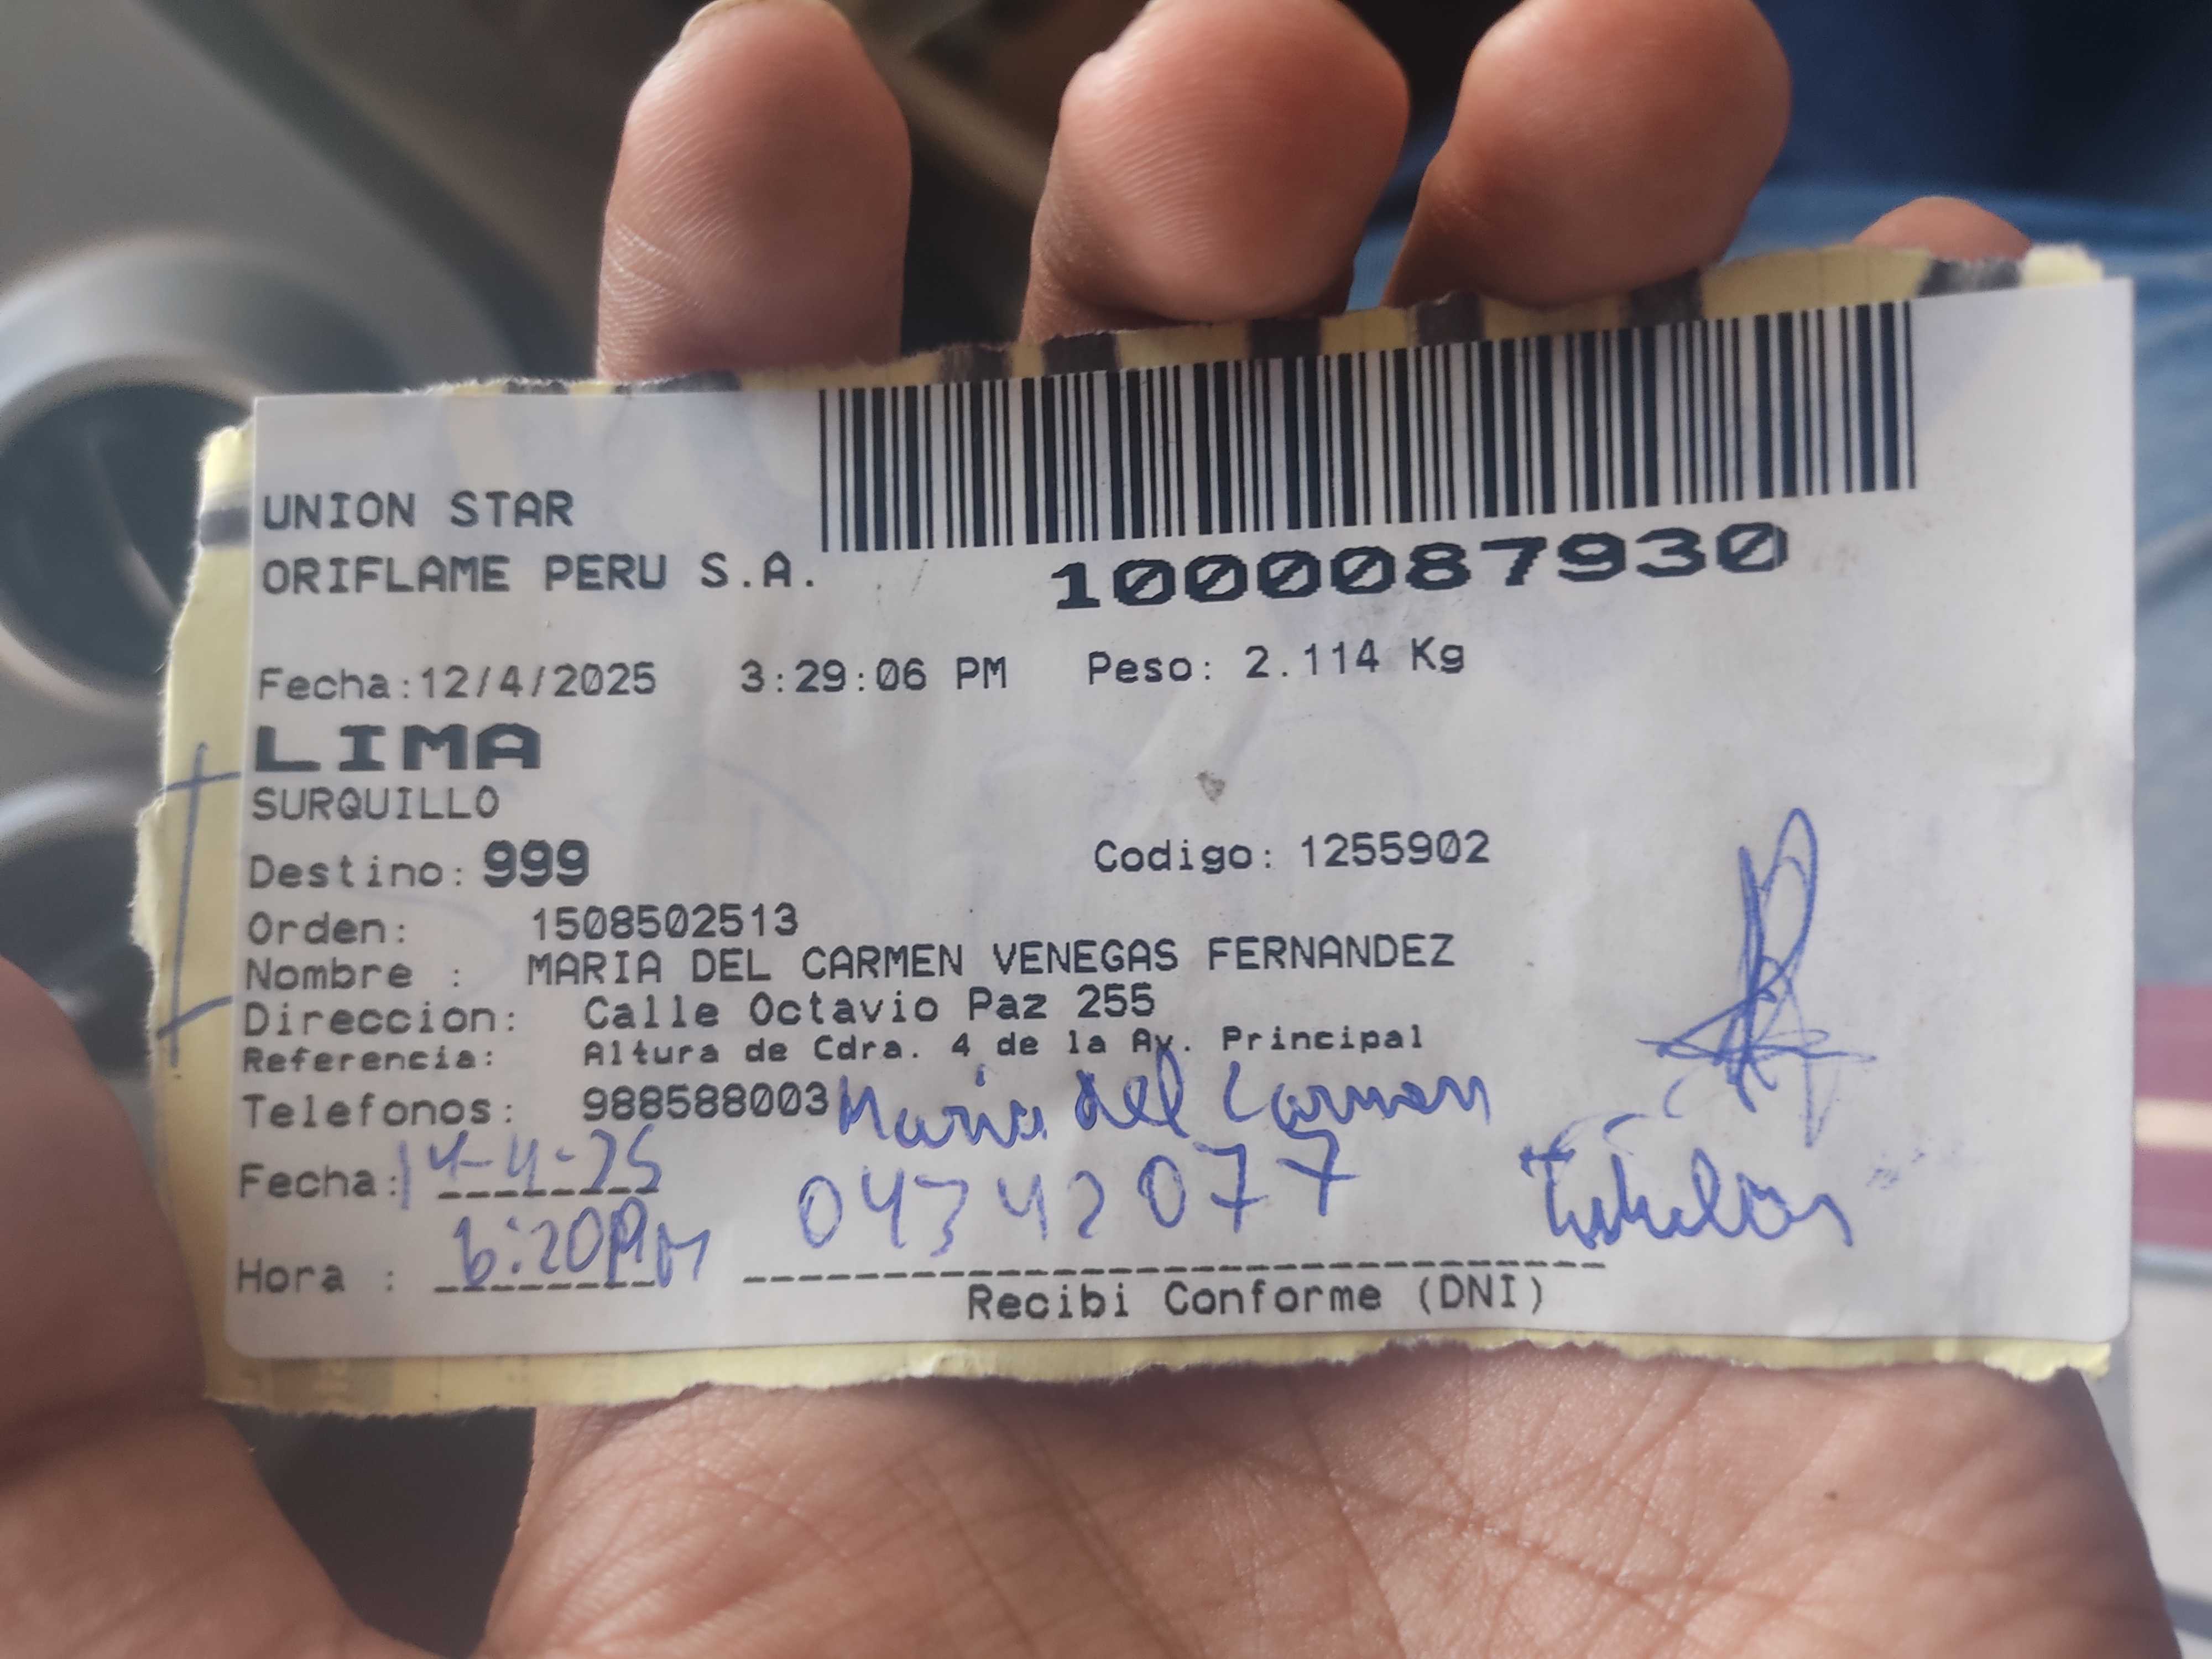 UNION STAR
ORIFLAME PERU S.A.
1000087930
Fecha:12/4/2025 3:29:06 PM Peso: 2.114 Kg
LIMA
SURQUILLO
Destino: 999 Codigo: 1255902
Orden: 1508502513
Nombre : MARIA DEL CARMEN VENEGAS FERNANDEZ
Direccion: Calle Octavio Paz 255
Referencia: Altura de Cdra. 4 de la Av. Principal
Telefonos: 988588003 Maria del Carmen
Fecha: 14-4-25 04342077
Hora : 6:20PM
Recibi Conforme (DNI)